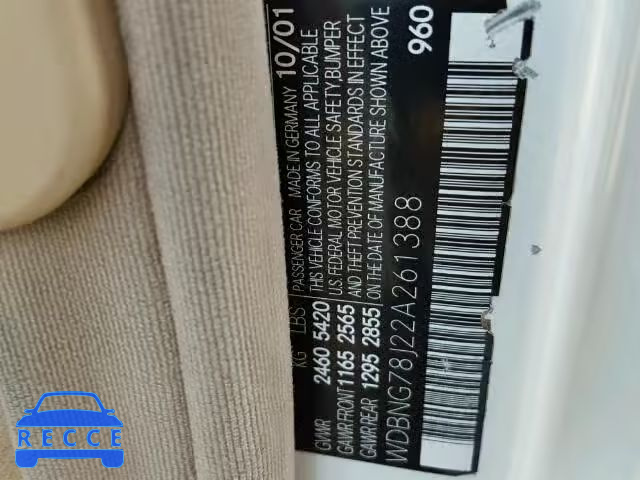 PASSENGER CAR MADE IN GERMANY 10/01
THIS VEHICLE CONFORMS TO ALL APPLICABLE
U.S. FEDERAL MOTOR VEHICLE SAFETY, BUMPER
AND THEFT PREVENTION STANDARDS IN EFFECT
ON THE DATE OF MANUFACTURE SHOWN ABOVE
KG LBS
GVWR 2460 5420
GAWR FRONT 1165 2565
GAWR REAR 1295 2855
WDBNG78J22A261388
960
RECCE